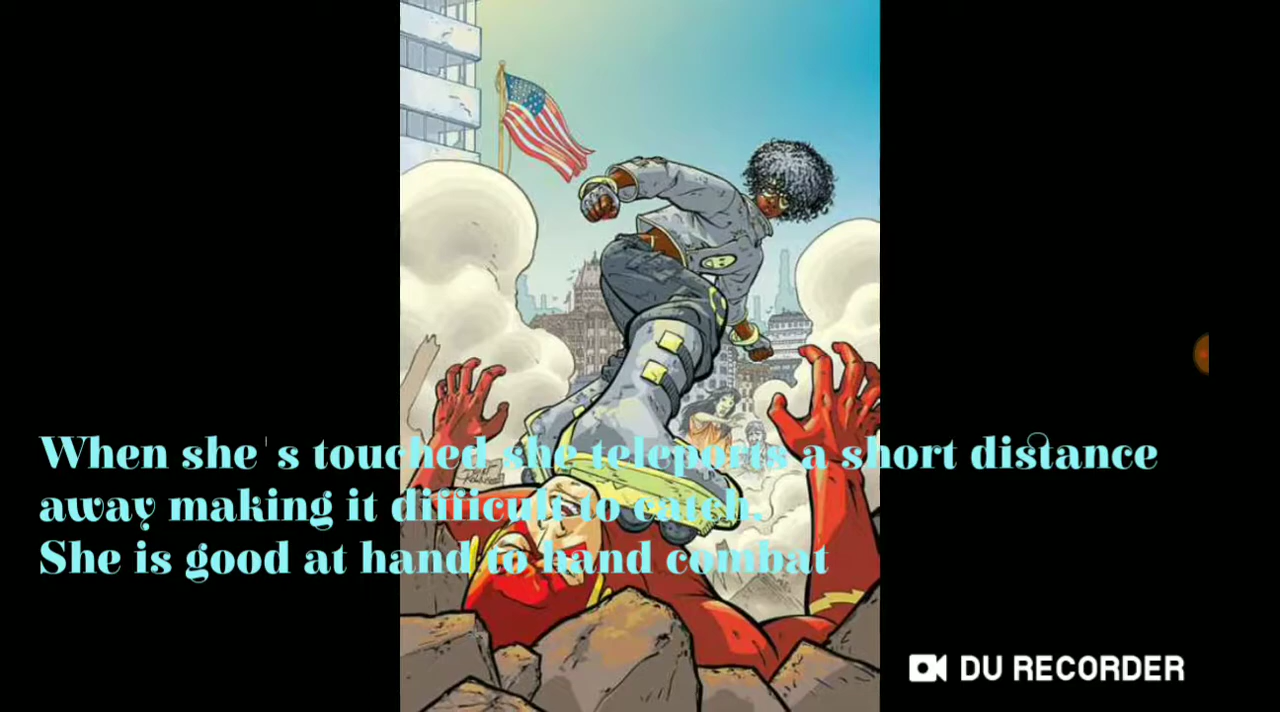 When she's touched she teleports a short distance
away making it difficult to catch.
She is good at hand to hand combat
DU RECORDER